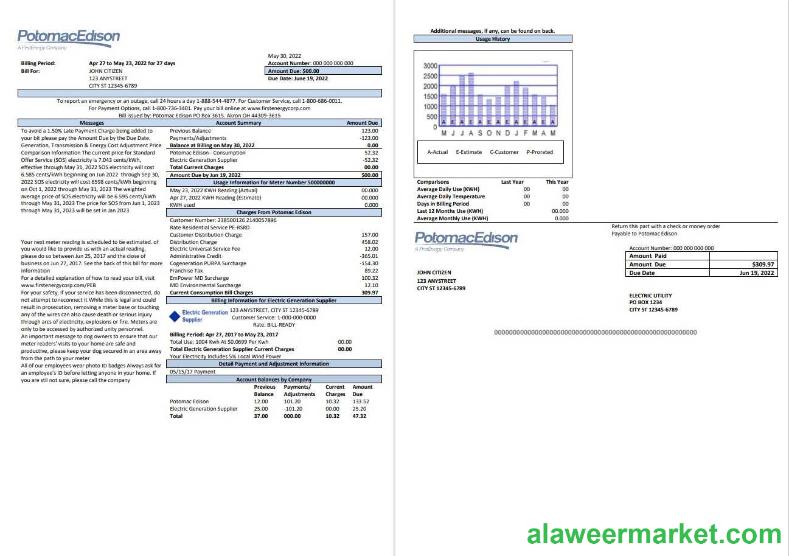 PotomacEdison
A FirstEnergy Company
May 30, 2022
Billing Period: Apr 27 to May 23, 2022 for 27 days
Account Number: 000 000 000 000
Bill For: JOHN CITIZEN
Amount Due: $00.00
123 ANYSTREET
Due Date: June 19, 2022
CITY ST 12345-6789
To report an emergency or an outage, call 24 hours a day 1-888-544-4877. For Customer Service, call 1-800-686-0011.
For Payment Options, call 1-800-736-3401. Pay your bill online at www.firstenergycorp.com
Bill issued by: Potomac Edison PO Box 3615. Akron OH 44309-3615
Messages
To avoid a 1.50% Late Payment Charge being added to
your bill please pay the Amount Due by the Due Date.
Generation, Transmission & Energy Cost Adjustment Price
Comparison Information The current price for Standard
Offer Service (SOS) electricity is 7.043 cents/kWh,
effective through May 31, 2022 SOS electricity will cost
6.585 cents/kWh beginning on Jun 2022 through Sep 30,
2022 SOS electricity will cost 6598 cents/kWh beginning
on Oct 1, 2022 through May 31, 2023 The weighted
average price of SOS electricity will be 6.595 cents/kWh
through May 31, 2023 The price for SOS from Jun 1, 2023
through May 31, 2023 will be set in Jan 2023
Your next meter reading is scheduled to be estimated. of
you would like to provide us with an actual reading,
please do so between Jun 25, 2017 and the close of
business on Jun 27, 2017. See the back of this bill for more
information
For a detailed explanation of how to read your bill, visit
www.firstenergycorp.com/PEB
For your safety, if your service has been disconnected, do
not attempt to reconnect it While this is legal and could
result in prosecution, removing a meter base or touching
any of the wires can also cause death or serious injury
through arcs of electricity, explosions or fire. Meters are
only to be accessed by authorized unity personnel.
An important message to dog owners to ensure that our
meter readers' visits to your home are safe and
productive, please keep your dog secured in an area away
from the path to your meter
All of our employees wear photo ID badges Always ask for
an employee's ID before letting anyone in your home. If
you are still not sure, please call the company
Account Summary Amount Due
Previous Balance 123.00
Payments/Adjustments -123.00
Balance at Billing on May 30, 2022 0.00
Potomac Edison - Consumption 52.32
Electric Generation Supplier -52.32
Total Current Charges 00.00
Amount Due by Jun 19, 2022 $00.00
Usage Information for Meter Number 500000000
May 23, 2022 KWH Reading (Actual) 00.000
Apr 27, 2022 KWH Reading (Estimate) 00.000
KWH used 0.000
Charges From Potomac Edison
Customer Number: 238500126 2140057896
Rate Residential Service PE-RSRD
Customer Distribution Charge 157.00
Distribution Charge 458.02
Electric Universal Service Fee 12.00
Administrative Credit -365.01
Cogeneration PURPA Surcharge -154.30
Franchise Tax 89.22
EmPower MD Surcharge 100.32
MD Environmental Surcharge 12.10
Current Consumption Bill Charges 309.97
Billing Information for Electric Generation Supplier
Electric Generation
Supplier
123 ANYSTREET, CITY ST 12345-6789
Customer Service: 1-000-000-0000
Rate: BILL-READY
Billing Period: Apr 27, 2017 to May 23, 2017
Total Use: 1004 Kwh At $0.0699 Per Kwh 00.00
Total Electric Generation Supplier Current Charges 00.00
Your Electricity Includes 5% Local Wind Power
Detail Payment and Adjustment Information
05/15/17 Payment
Account Balances by Company
Previous Balance Payments/ Adjustments Current Charges Amount Due
Potomac Edison 12.00 101.20 10.32 133.52
Electric Generation Supplier 25.00 -101.20 00.00 25.20
Total 37.00 000.00 10.32 47.32
Additional messages, if any, can be found on back.
Usage History
3000
2500
2000
1500
1000
500
0
A E A A A E A E A E A E A
M J J A S O N D J F M A M
A-Actual E-Estimate C-Customer P-Prorated
Comparisons Last Year This Year
Average Daily Use (KWH) 00 00
Average Daily Temperature 00 00
Days in Billing Period 00 00
Last 12 Months Use (KWH) 00.000
Average Monthly Use (KWH) 0.000
Return this part with a check or money order
Payable to Potomac Edison
PotomacEdison
A FirstEnergy Company
Account Number: 000 000 000 000
Amount Paid
Amount Due $309.97
Due Date Jun 19, 2022
JOHN CITIZEN
123 ANYSTREET
CITY ST 12345-6789
ELECTRIC UTILITY
PO BOX 1234
CITY ST 12345-6789
alaweermarket.com